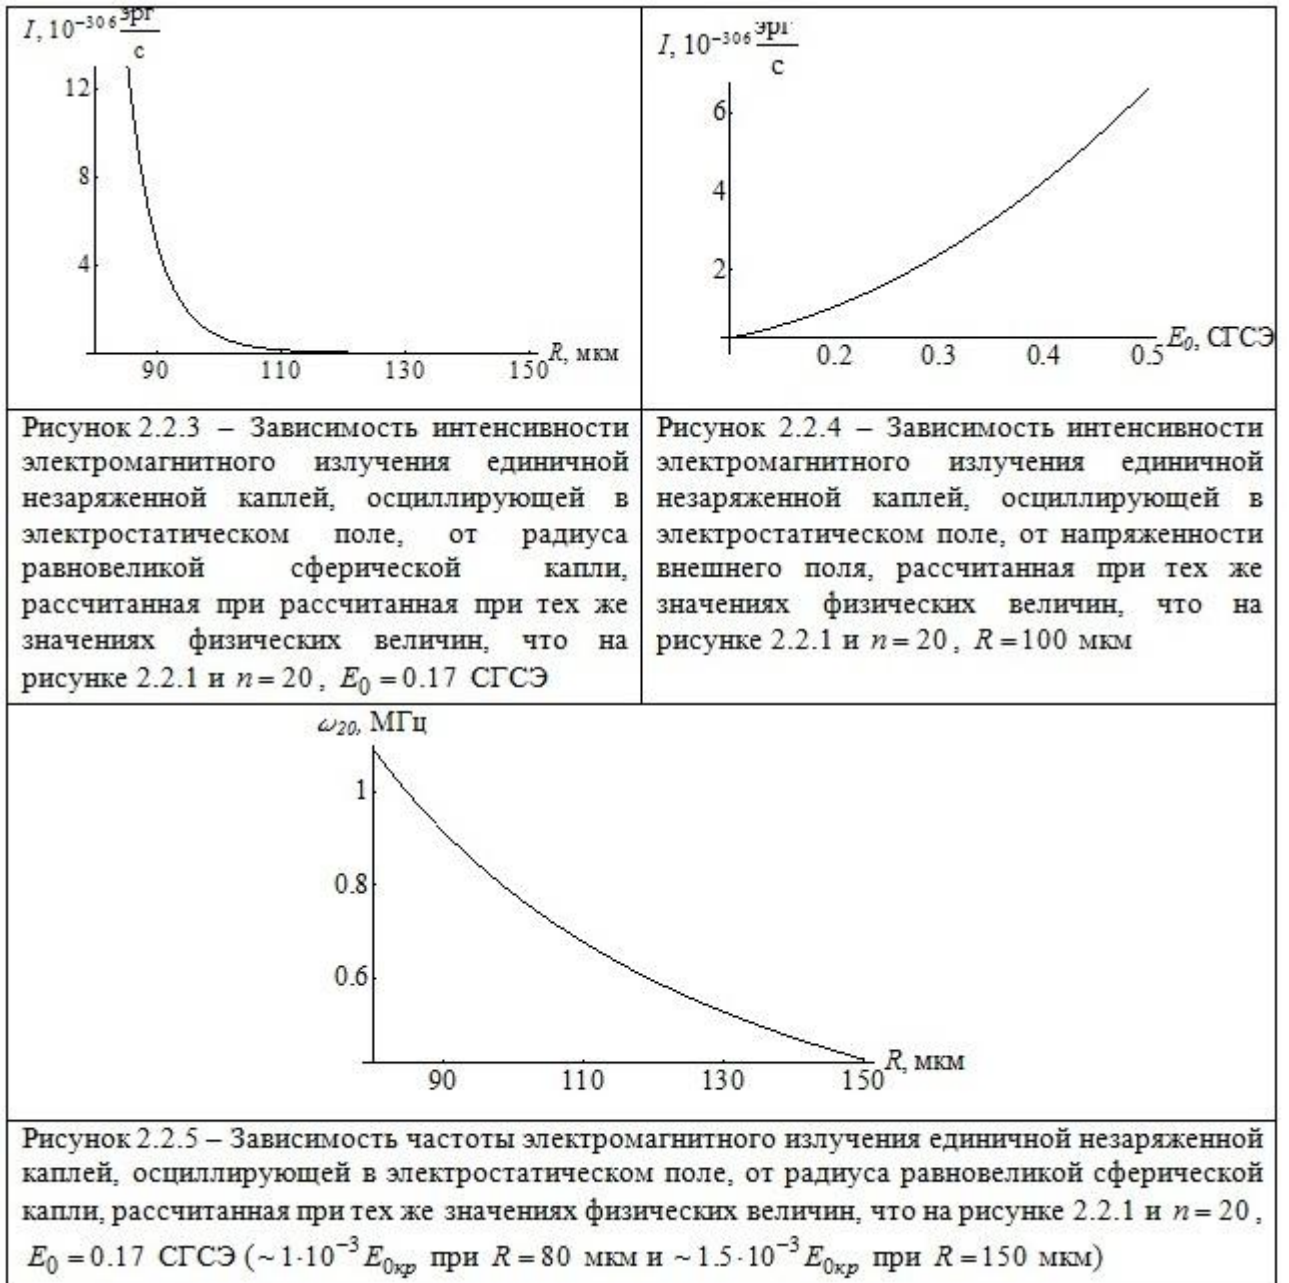 I, 10⁻³⁰⁶ эрг/с
12
8
4
90 110 130 150 R, мкм
I, 10⁻³⁰⁶ эрг/с
6
4
2
0.2 0.3 0.4 0.5 E₀, СГСЭ
Рисунок 2.2.3 – Зависимость интенсивности
электромагнитного излучения единичной
незаряженной каплей, осциллирующей в
электростатическом поле, от радиуса
равновеликой сферической капли,
рассчитанная при рассчитанная при тех же
значениях физических величин, что на
рисунке 2.2.1 и n = 20 , E₀ = 0.17 СГСЭ
Рисунок 2.2.4 – Зависимость интенсивности
электромагнитного излучения единичной
незаряженной каплей, осциллирующей в
электростатическом поле, от напряженности
внешнего поля, рассчитанная при тех же
значениях физических величин, что на
рисунке 2.2.1 и n = 20 , R = 100 мкм
ω₂₀, МГц
1
0.8
0.6
90 110 130 150 R, мкм
Рисунок 2.2.5 – Зависимость частоты электромагнитного излучения единичной незаряженной
каплей, осциллирующей в электростатическом поле, от радиуса равновеликой сферической
капли, рассчитанная при тех же значениях физических величин, что на рисунке 2.2.1 и n = 20 ,
E₀ = 0.17 СГСЭ (~ 1·10⁻³ E₀кр при R = 80 мкм и ~ 1.5·10⁻³ E₀кр при R = 150 мкм)